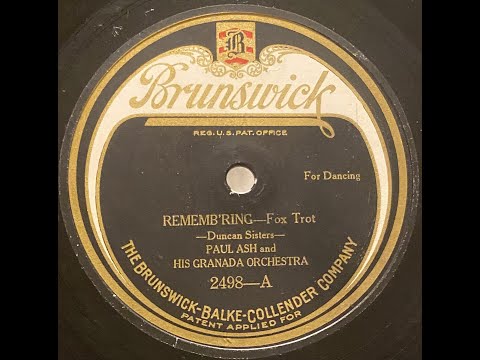 B
Brunswick
REG. U.S. PAT. OFFICE
For Dancing
REMEMB'RING—Fox Trot
—Duncan Sisters—
PAUL ASH and
HIS GRANADA ORCHESTRA
2498—A
THE BRUNSWICK-BALKE-COLLENDER COMPANY
PATENT APPLIED FOR